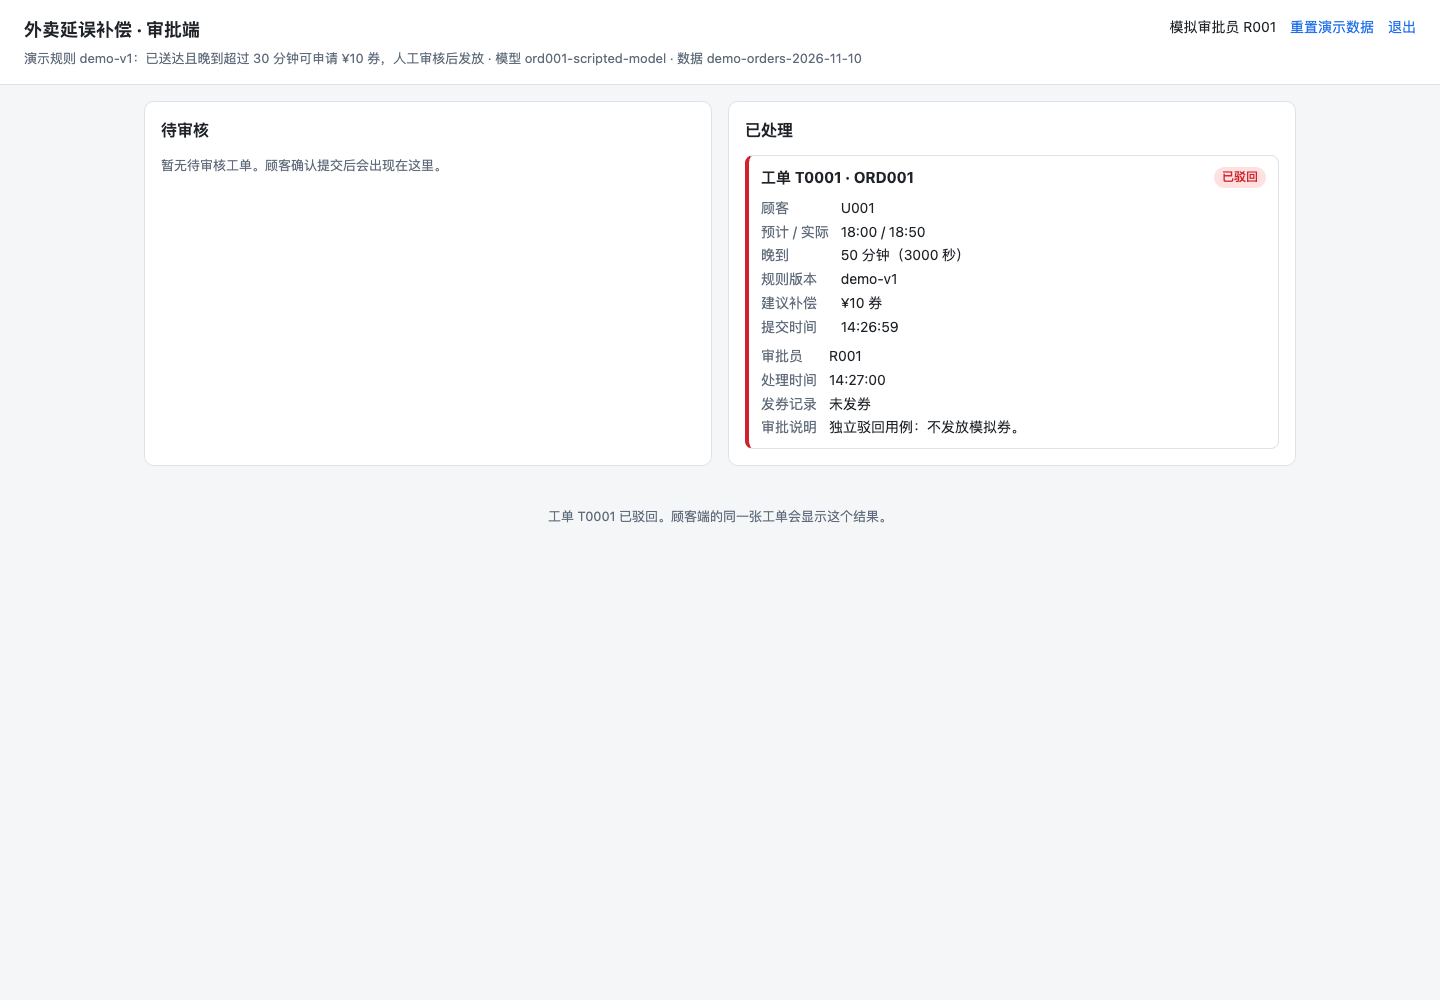 外卖延误补偿 · 审批端
模拟审批员 R001 重置演示数据 退出
演示规则 demo-v1：已送达且晚到超过 30 分钟可申请 ¥10 券，人工审核后发放 · 模型 ord001-scripted-model · 数据 demo-orders-2026-11-10
待审核
暂无待审核工单。顾客确认提交后会出现在这里。
已处理
工单 T0001 · ORD001 已驳回
顾客 U001
预计 / 实际 18:00 / 18:50
晚到 50 分钟（3000 秒）
规则版本 demo-v1
建议补偿 ¥10 券
提交时间 14:26:59
审批员 R001
处理时间 14:27:00
发券记录 未发券
审批说明 独立驳回用例：不发放模拟券。
工单 T0001 已驳回。顾客端的同一张工单会显示这个结果。